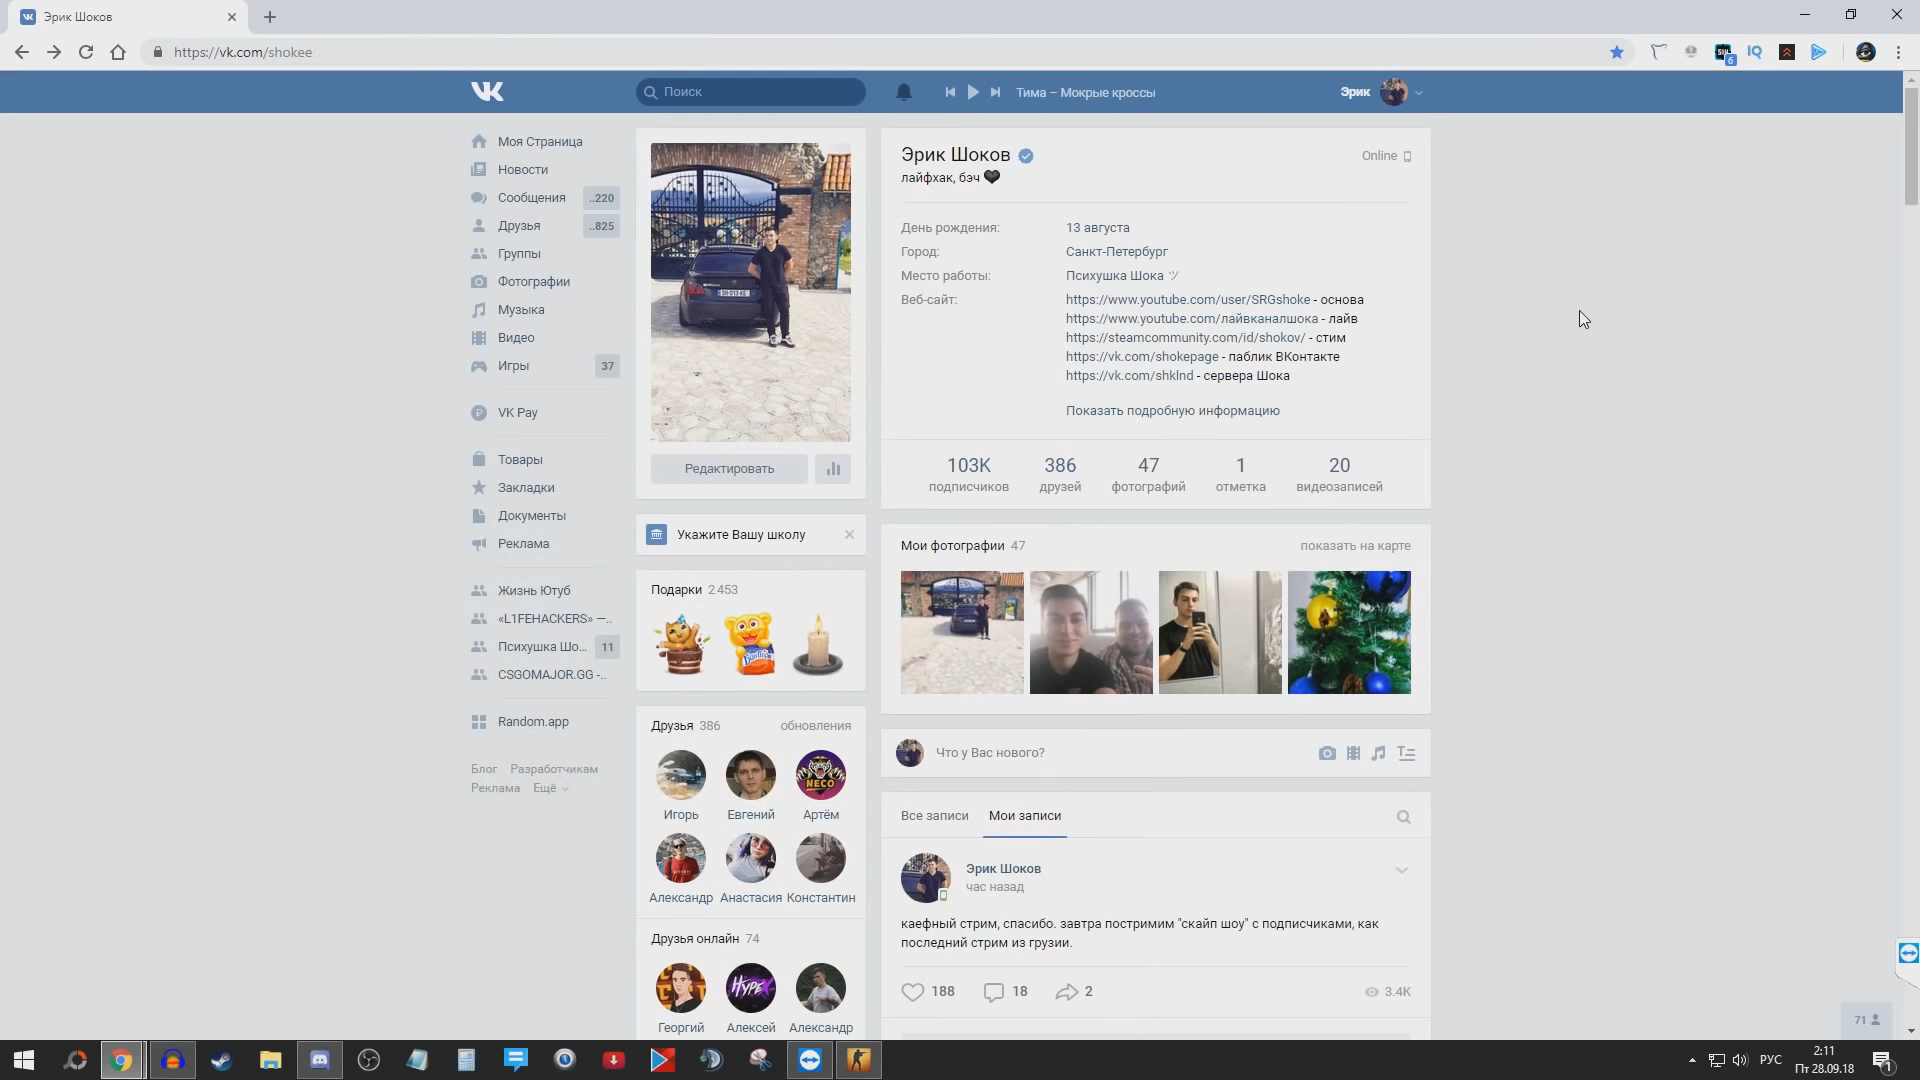 Эрик Шоков
https://vk.com/shokee
Поиск
Тима – Мокрые кроссы
Эрик
Моя Страница
Новости
Сообщения ..220
Друзья ..825
Группы
Фотографии
Музыка
Видео
Игры 37
VK Pay
Товары
Закладки
Документы
Реклама
Жизнь Ютуб
«L1FEHACKERS» –..
Психушка Шо... 11
CSGOMAJOR.GG -..
Random.app
Блог Разработчикам
Реклама Ещё
Редактировать
Укажите Вашу школу
Подарки 2 453
Друзья 386 обновления
Игорь Евгений Артём
Александр Анастасия Константин
Друзья онлайн 74
Георгий Алексей Александр
Эрик Шоков
Online
лайфхак, бэч
День рождения: 13 августа
Город: Санкт-Петербург
Место работы: Психушка Шока ツ
Веб-сайт: https://www.youtube.com/user/SRGshoke - основа
https://www.youtube.com/лайвканалшока - лайв
https://steamcommunity.com/id/shokov/ - стим
https://vk.com/shokepage - паблик ВКонтакте
https://vk.com/shklnd - сервера Шока
Показать подробную информацию
103K 386 47 1 20
подписчиков друзей фотографий отметка видеозаписей
Мои фотографии 47 показать на карте
Что у Вас нового?
Все записи Мои записи
Эрик Шоков
час назад
каефный стрим, спасибо. завтра постримим "скайп шоу" с подписчиками, как
последний стрим из грузии.
188 18 2 3.4K
71
NECO
HYPEX
IQ
6
РУС
2:11
Пт 28.09.18
1